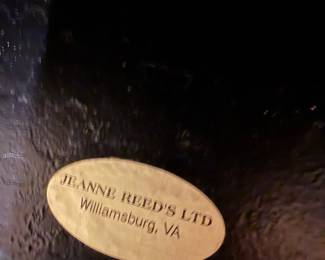 JEANNE REED'S LTD
Williamsburg, VA